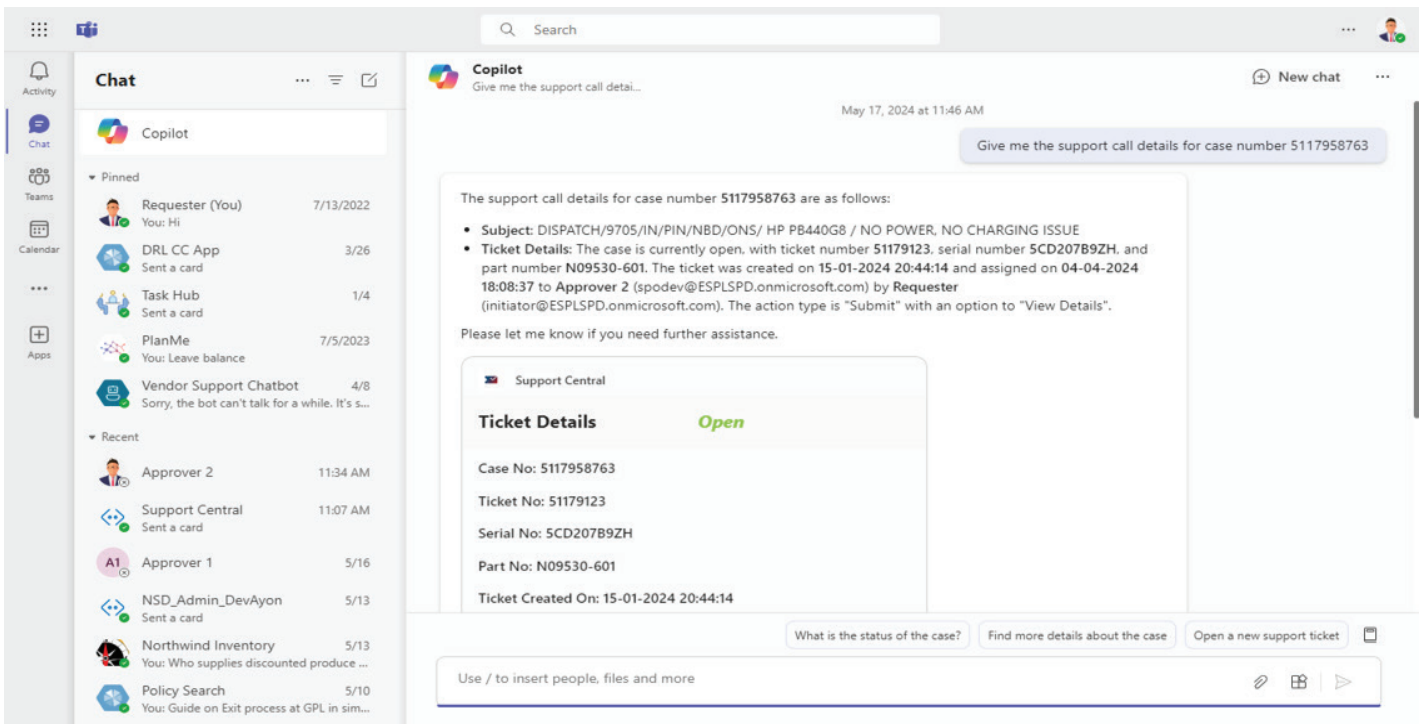 Search
Activity
Chat
Teams
Calendar
Apps
Chat
Copilot
Pinned
Requester (You) 7/13/2022
You: Hi
DRL CC App 3/26
Sent a card
Task Hub 1/4
Sent a card
PlanMe 7/5/2023
You: Leave balance
Vendor Support Chatbot 4/8
Sorry, the bot can't talk for a while. It's s...
Recent
Approver 2 11:34 AM
Support Central 11:07 AM
Sent a card
A1 Approver 1 5/16
NSD_Admin_DevAyon 5/13
Sent a card
Northwind Inventory 5/13
You: Who supplies discounted produce ...
Policy Search 5/10
You: Guide on Exit process at GPL in sim...
Copilot
Give me the support call detai...
New chat
May 17, 2024 at 11:46 AM
Give me the support call details for case number 5117958763
The support call details for case number 5117958763 are as follows:
• Subject: DISPATCH/9705/IN/PIN/NBD/ONS/ HP PB440G8 / NO POWER, NO CHARGING ISSUE
• Ticket Details: The case is currently open, with ticket number 51179123, serial number 5CD207B9ZH, and
part number N09530-601. The ticket was created on 15-01-2024 20:44:14 and assigned on 04-04-2024
18:08:37 to Approver 2 (spodev@ESPLSPD.onmicrosoft.com) by Requester
(initiator@ESPLSPD.onmicrosoft.com). The action type is "Submit" with an option to "View Details".
Please let me know if you need further assistance.
Support Central
Ticket Details Open
Case No: 5117958763
Ticket No: 51179123
Serial No: 5CD207B9ZH
Part No: N09530-601
Ticket Created On: 15-01-2024 20:44:14
What is the status of the case? Find more details about the case Open a new support ticket
Use / to insert people, files and more